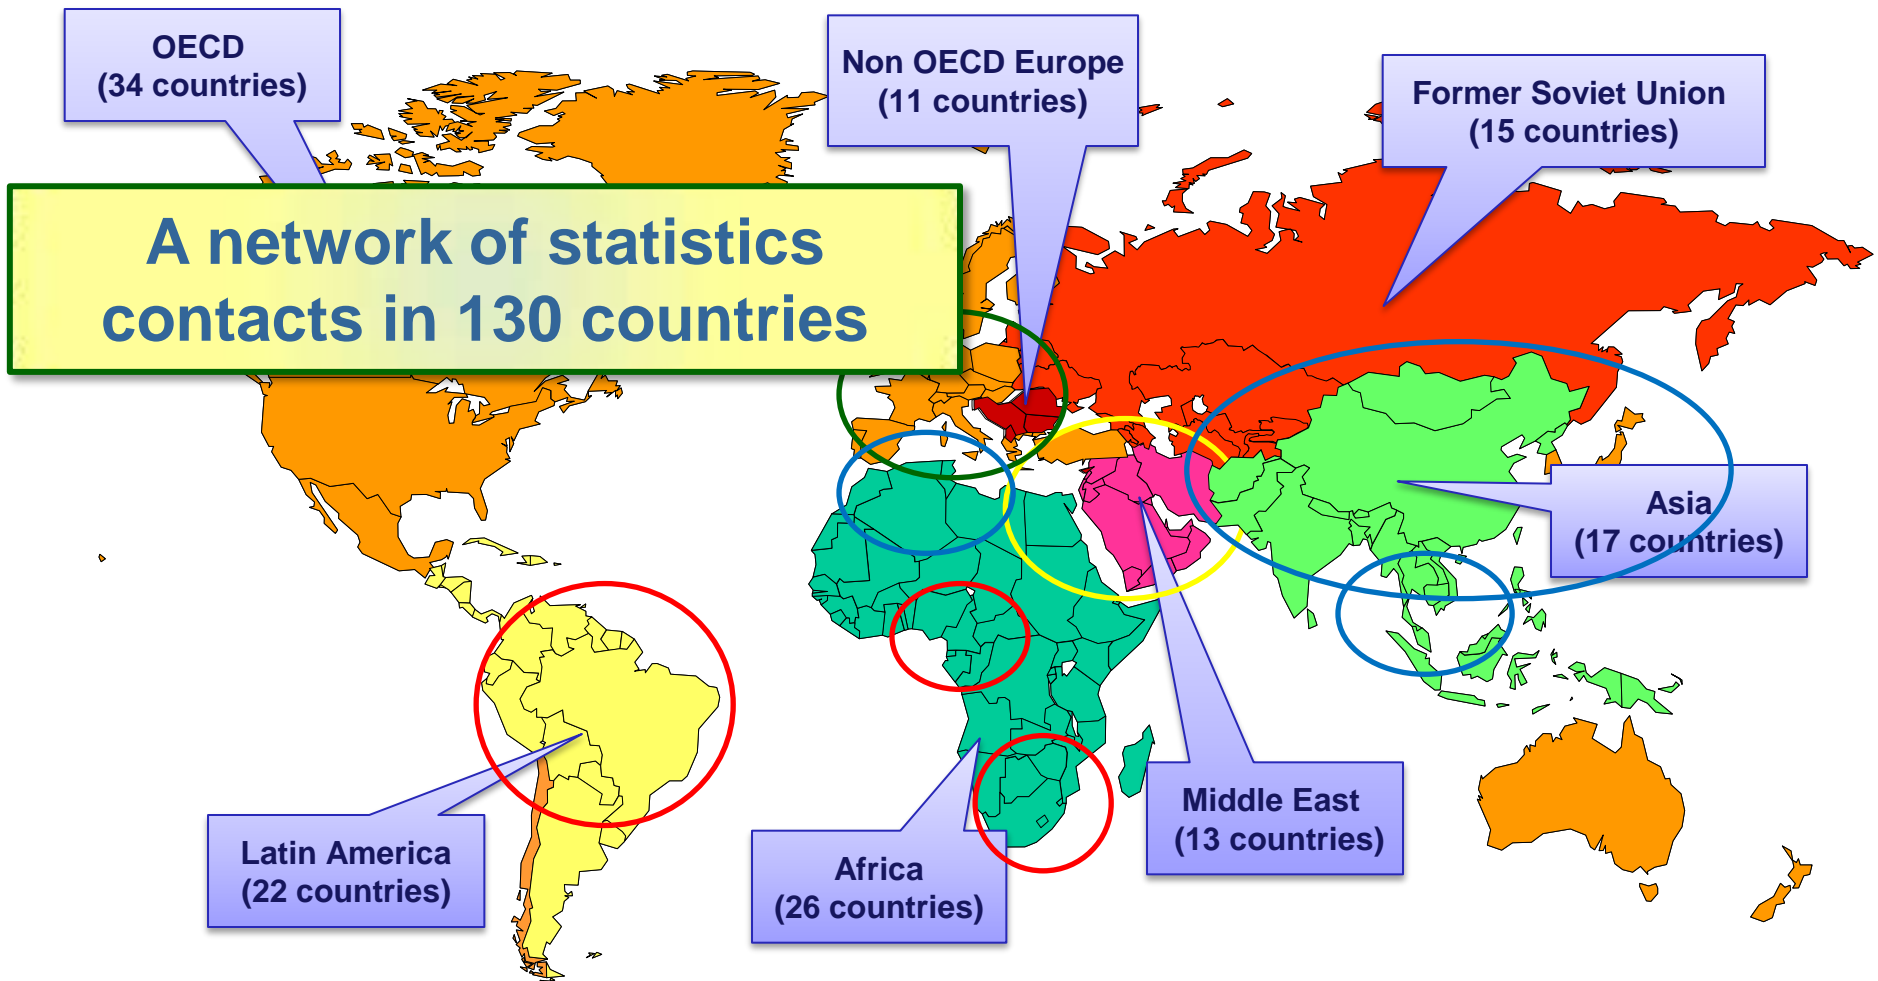 OECD
(34 countries)
Non OECD Europe
(11 countries)
Former Soviet Union
(15 countries)
A network of statistics
contacts in 130 countries
Asia
(17 countries)
Middle East
(13 countries)
Latin America
(22 countries)
Africa
(26 countries)